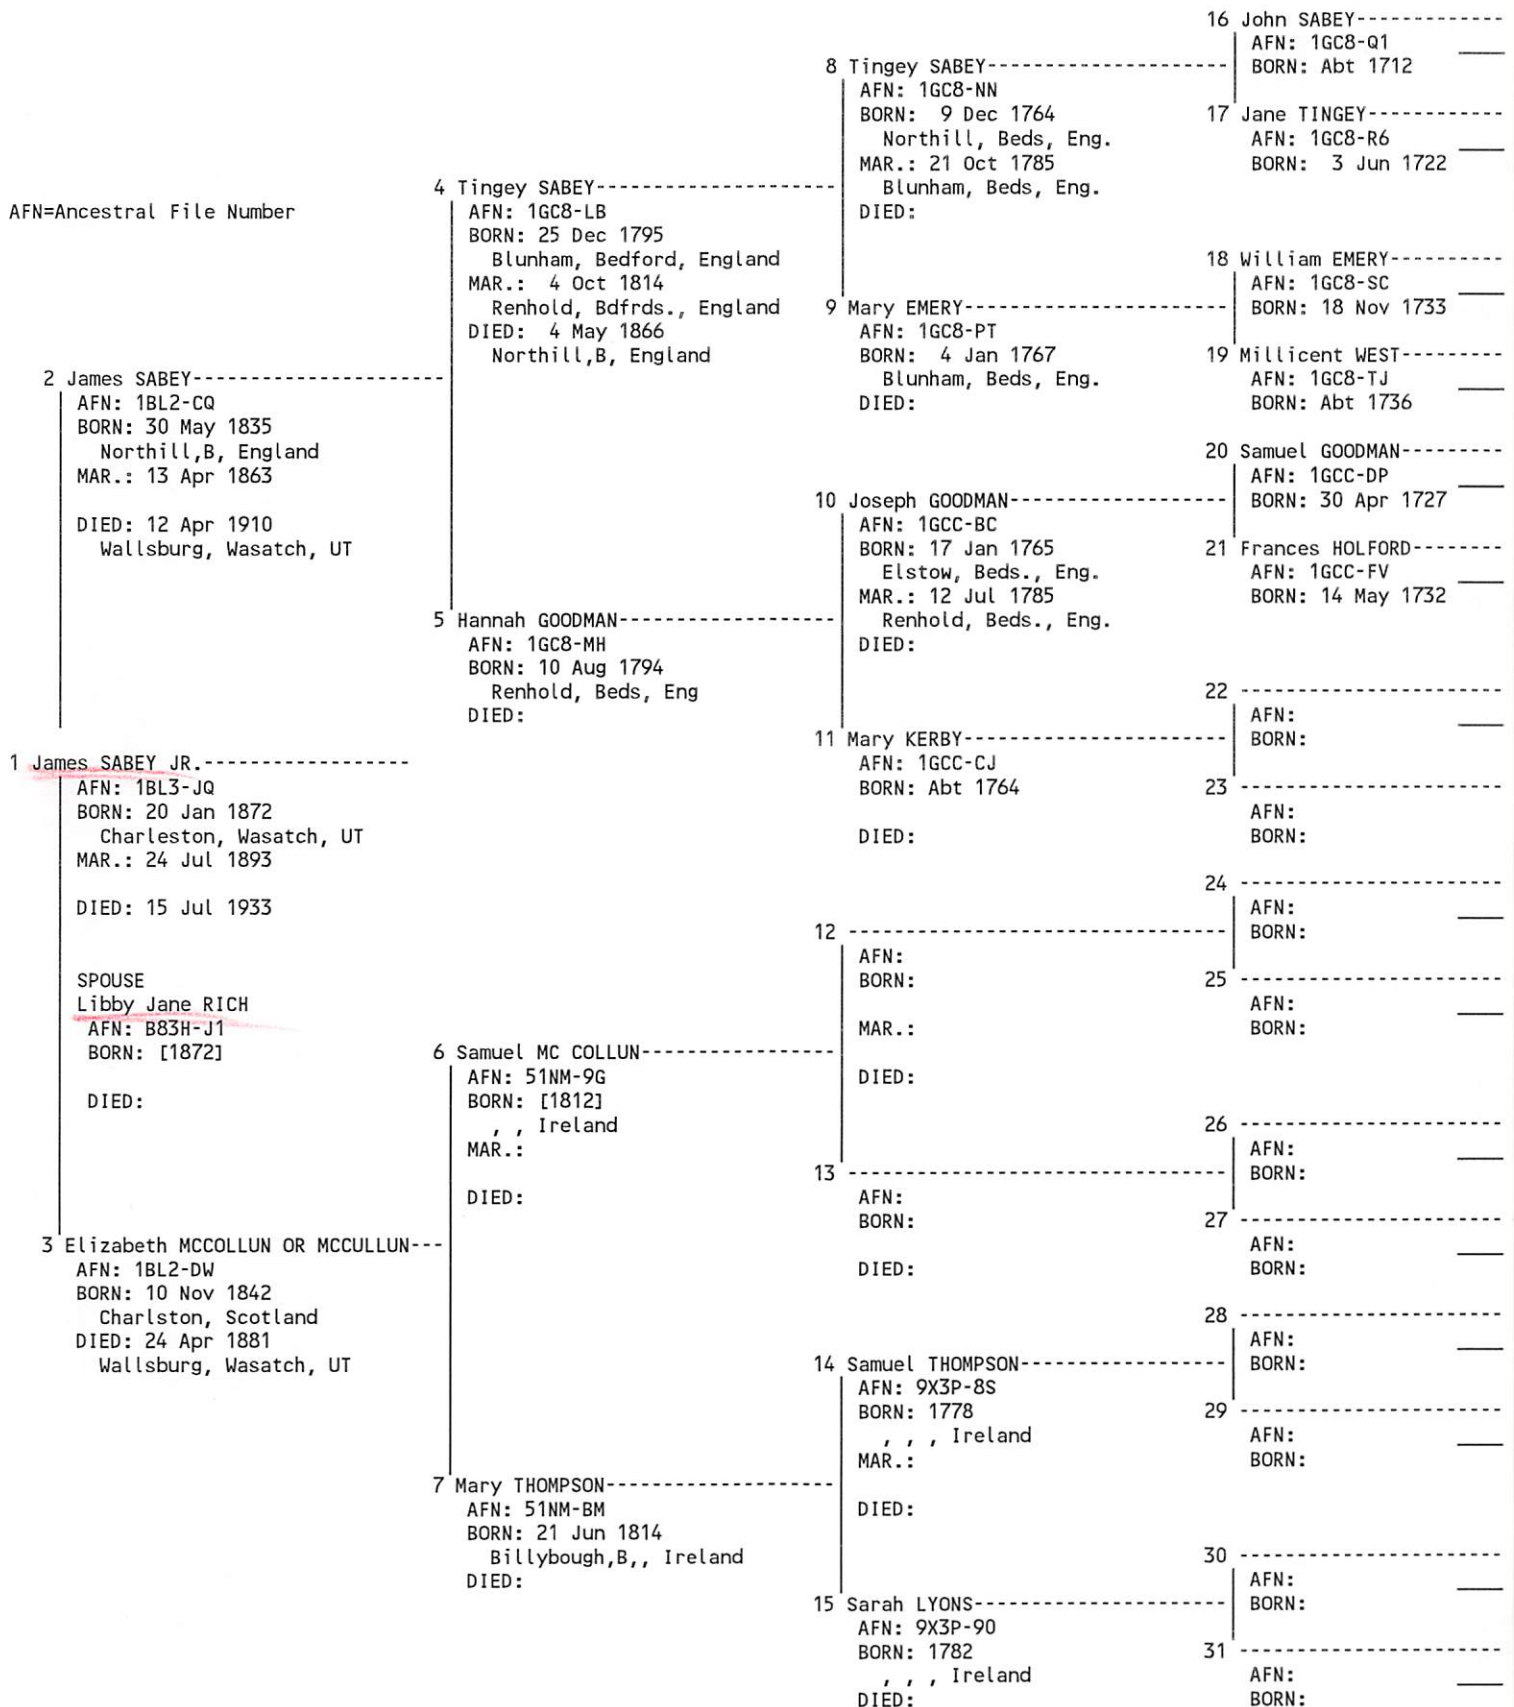 AFN=Ancestral File Number
1 James SABEY JR.
AFN: 1BL3-JQ
BORN: 20 Jan 1872
Charleston, Wasatch, UT
MAR.: 24 Jul 1893
DIED: 15 Jul 1933
SPOUSE
Libby Jane RICH
AFN: B83H-J1
BORN: [1872]
DIED:
2 James SABEY
AFN: 1BL2-CQ
BORN: 30 May 1835
Northill,B, England
MAR.: 13 Apr 1863
DIED: 12 Apr 1910
Wallsburg, Wasatch, UT
3 Elizabeth MCCOLLUN OR MCCULLUN
AFN: 1BL2-DW
BORN: 10 Nov 1842
Charlston, Scotland
DIED: 24 Apr 1881
Wallsburg, Wasatch, UT
4 Tingey SABEY
AFN: 1GC8-LB
BORN: 25 Dec 1795
Blunham, Bedford, England
MAR.: 4 Oct 1814
Renhold, Bdfrds., England
DIED: 4 May 1866
Northill,B, England
5 Hannah GOODMAN
AFN: 1GC8-MH
BORN: 10 Aug 1794
Renhold, Beds, Eng
DIED:
6 Samuel MC COLLUN
AFN: 51NM-9G
BORN: [1812]
, , Ireland
MAR.:
DIED:
7 Mary THOMPSON
AFN: 51NM-BM
BORN: 21 Jun 1814
Billybough,B,, Ireland
DIED:
8 Tingey SABEY
AFN: 1GC8-NN
BORN: 9 Dec 1764
Northill, Beds, Eng.
MAR.: 21 Oct 1785
Blunham, Beds, Eng.
DIED:
9 Mary EMERY
AFN: 1GC8-PT
BORN: 4 Jan 1767
Blunham, Beds, Eng.
DIED:
10 Joseph GOODMAN
AFN: 1GCC-BC
BORN: 17 Jan 1765
Elstow, Beds., Eng.
MAR.: 12 Jul 1785
Renhold, Beds., Eng.
DIED:
11 Mary KERBY
AFN: 1GCC-CJ
BORN: Abt 1764
DIED:
12
AFN:
BORN:
MAR.:
DIED:
13
AFN:
BORN:
DIED:
14 Samuel THOMPSON
AFN: 9X3P-8S
BORN: 1778
, , , Ireland
MAR.:
DIED:
15 Sarah LYONS
AFN: 9X3P-90
BORN: 1782
, , , Ireland
DIED:
16 John SABEY
AFN: 1GC8-Q1
BORN: Abt 1712
17 Jane TINGEY
AFN: 1GC8-R6
BORN: 3 Jun 1722
18 William EMERY
AFN: 1GC8-SC
BORN: 18 Nov 1733
19 Millicent WEST
AFN: 1GC8-TJ
BORN: Abt 1736
20 Samuel GOODMAN
AFN: 1GCC-DP
BORN: 30 Apr 1727
21 Frances HOLFORD
AFN: 1GCC-FV
BORN: 14 May 1732
22
AFN:
BORN:
23
AFN:
BORN:
24
AFN:
BORN:
25
AFN:
BORN:
26
AFN:
BORN:
27
AFN:
BORN:
28
AFN:
BORN:
29
AFN:
BORN:
30
AFN:
BORN:
31
AFN:
BORN: